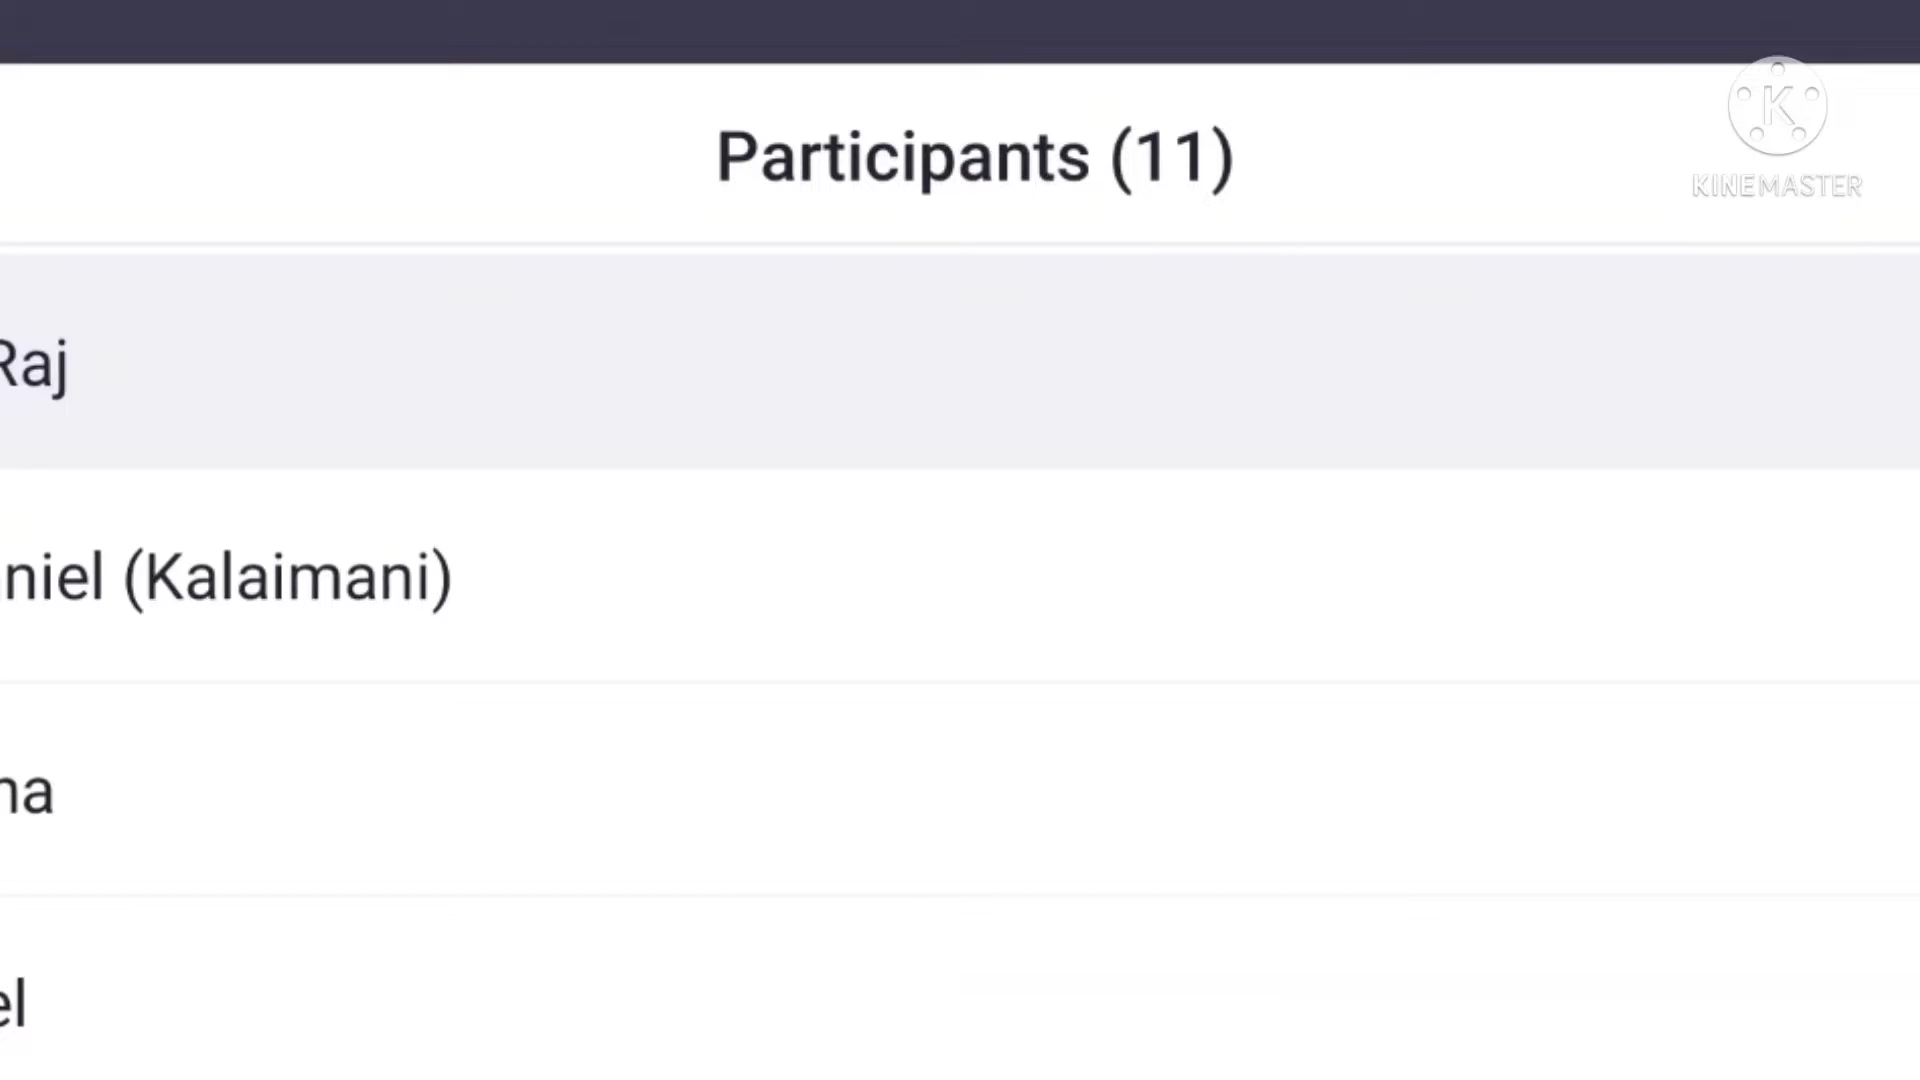 Participants (11)
KINEMASTER
Raj
niel (Kalaimani)
na
el